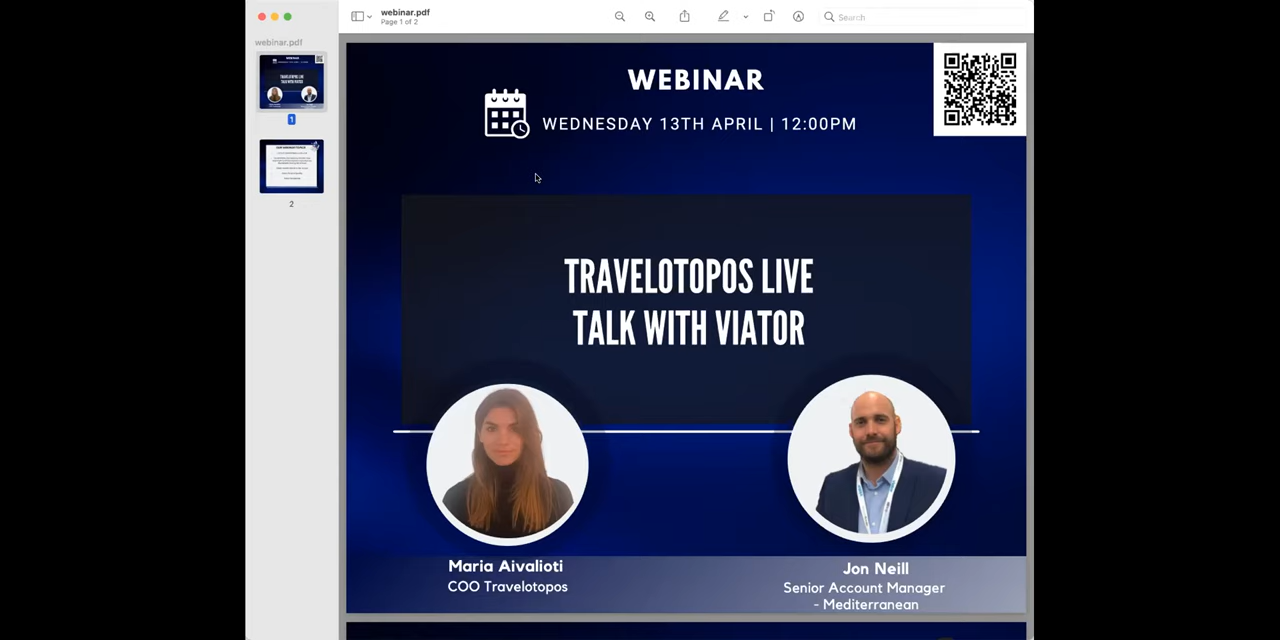 webinar.pdf
Page 1 of 2
Search
webinar.pdf
1
2
WEBINAR
WEDNESDAY 13TH APRIL | 12:00PM
TRAVELOTOPOS LIVE
TALK WITH VIATOR
Maria Aivalioti
COO Travelotopos
Jon Neill
Senior Account Manager
- Mediterranean